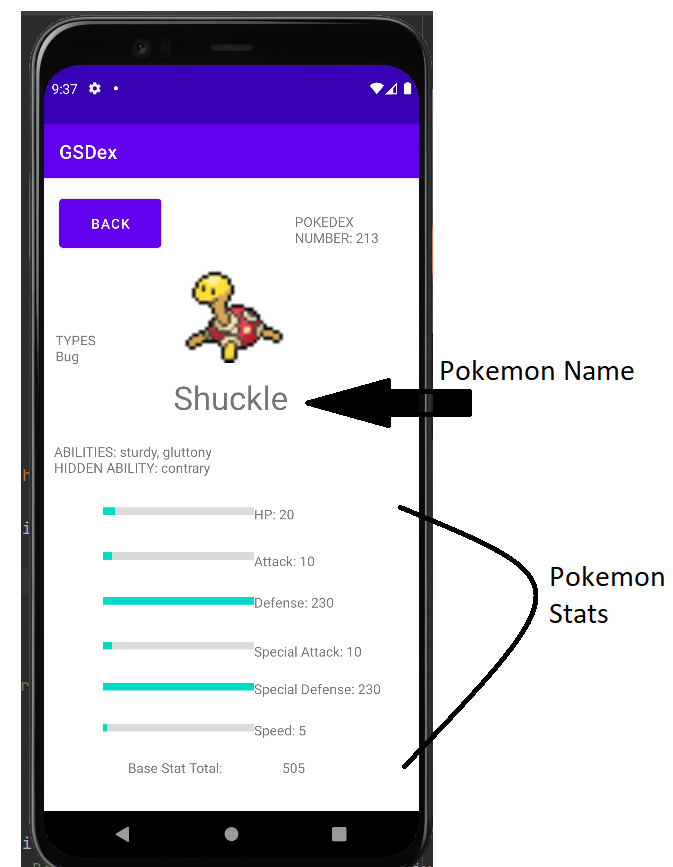 9:37
GSDex
BACK
POKEDEX
NUMBER: 213
TYPES
Bug
Pokemon Name
Shuckle
ABILITIES: sturdy, gluttony
HIDDEN ABILITY: contrary
HP: 20
Attack: 10
Defense: 230
Special Attack: 10
Special Defense: 230
Speed: 5
Base Stat Total: 505
Pokemon
Stats